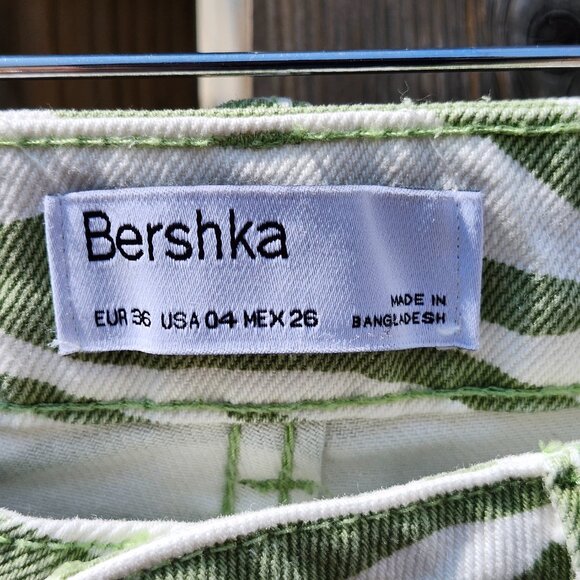 Bershka
EUR 36 USA 04 MEX 26
MADE IN
BANGLADESH